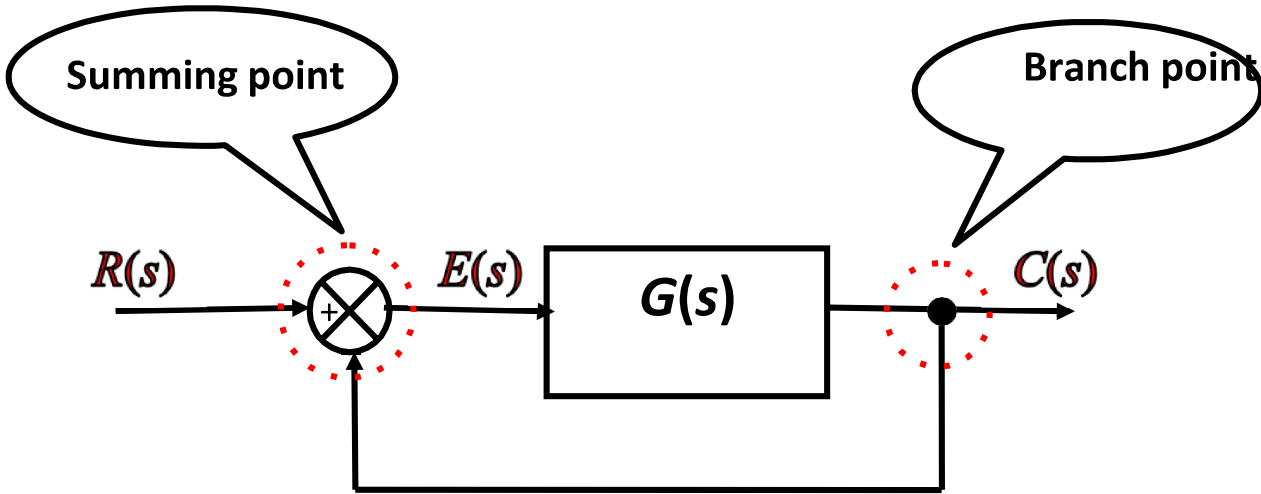 Summing point
Branch point
R(s)
+
E(s)
G(s)
C(s)